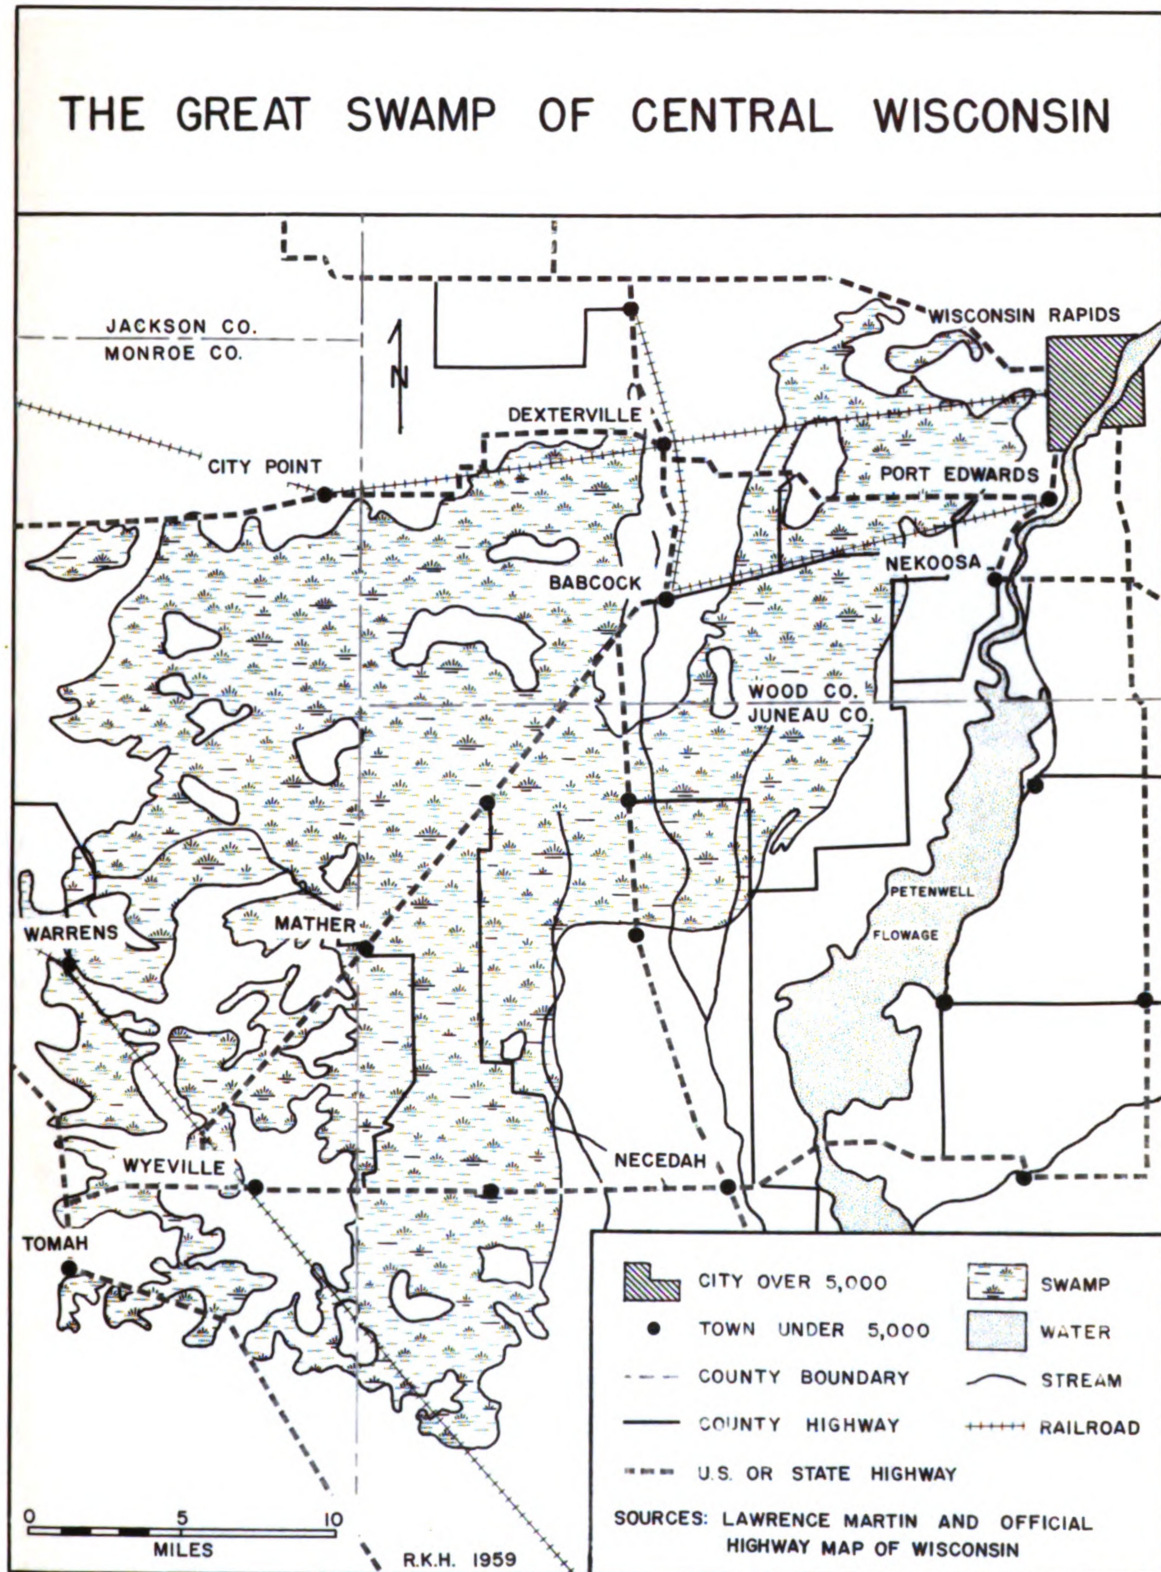 THE GREAT SWAMP OF CENTRAL WISCONSIN
WISCONSIN RAPIDS
JACKSON CO.
MONROE CO.
N
DEXTERVILLE
CITY POINT
PORT EDWARDS
NEKOOSA
BABCOCK
WOOD CO.
JUNEAU CO.
PETENWELL
FLOWAGE
MATHER
WARRENS
WYEVILLE
NECEDAH
TOMAH
CITY OVER 5,000
SWAMP
TOWN UNDER 5,000
WATER
COUNTY BOUNDARY
STREAM
COUNTY HIGHWAY
RAILROAD
U.S. OR STATE HIGHWAY
SOURCES: LAWRENCE MARTIN AND OFFICIAL
HIGHWAY MAP OF WISCONSIN
0 5 10
MILES
R.K.H. 1959